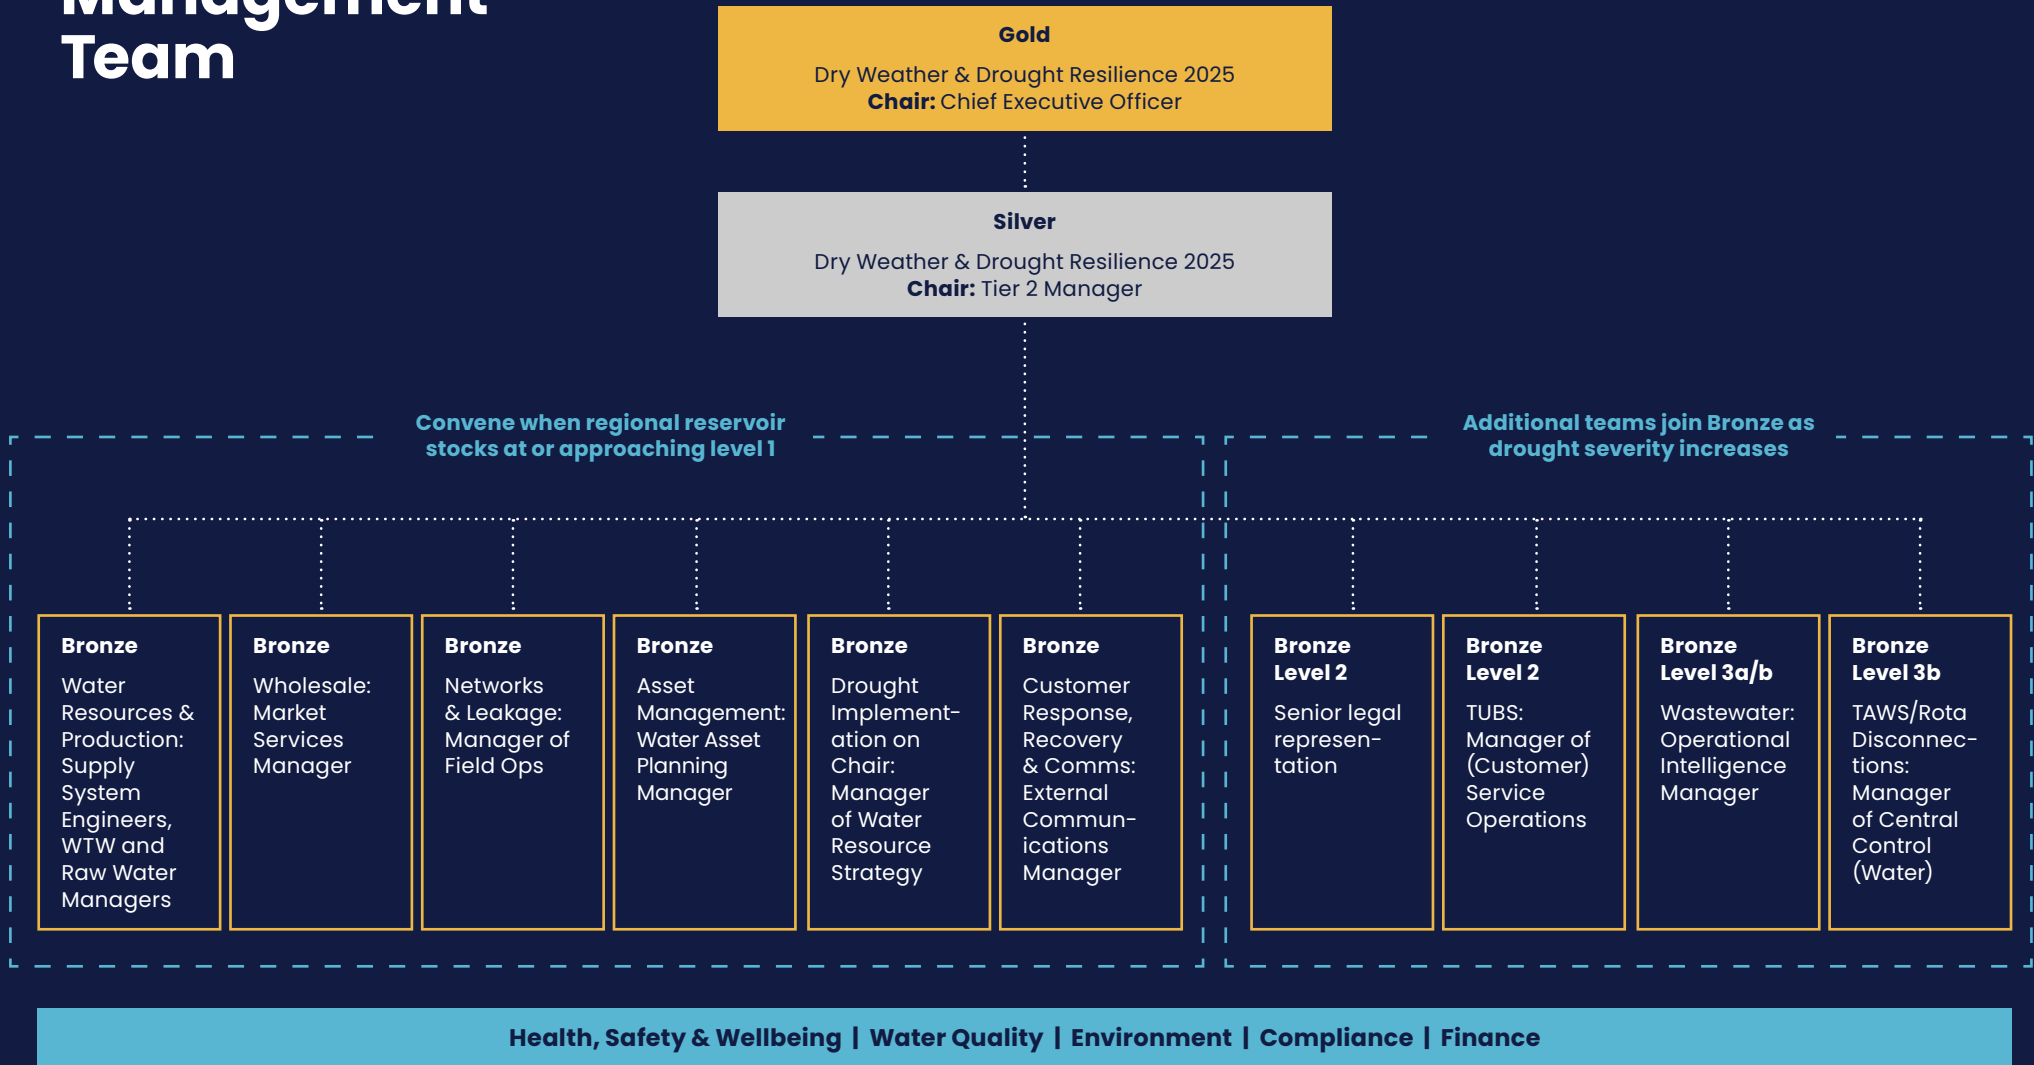 Management
Team
Gold
Dry Weather & Drought Resilience 2025
Chair: Chief Executive Officer
Silver
Dry Weather & Drought Resilience 2025
Chair: Tier 2 Manager
Convene when regional reservoir
stocks at or approaching level 1
Additional teams join Bronze as
drought severity increases
Bronze
Water
Resources &
Production:
Supply
System
Engineers,
WTW and
Raw Water
Managers
Bronze
Wholesale:
Market
Services
Manager
Bronze
Networks
& Leakage:
Manager of
Field Ops
Bronze
Asset
Management:
Water Asset
Planning
Manager
Bronze
Drought
Implement-
ation on
Chair:
Manager
of Water
Resource
Strategy
Bronze
Customer
Response,
Recovery
& Comms:
External
Commun-
ications
Manager
Bronze
Level 2
Senior legal
represen-
tation
Bronze
Level 2
TUBS:
Manager of
(Customer)
Service
Operations
Bronze
Level 3a/b
Wastewater:
Operational
Intelligence
Manager
Bronze
Level 3b
TAWS/Rota
Disconnec-
tions:
Manager
of Central
Control
(Water)
Health, Safety & Wellbeing | Water Quality | Environment | Compliance | Finance